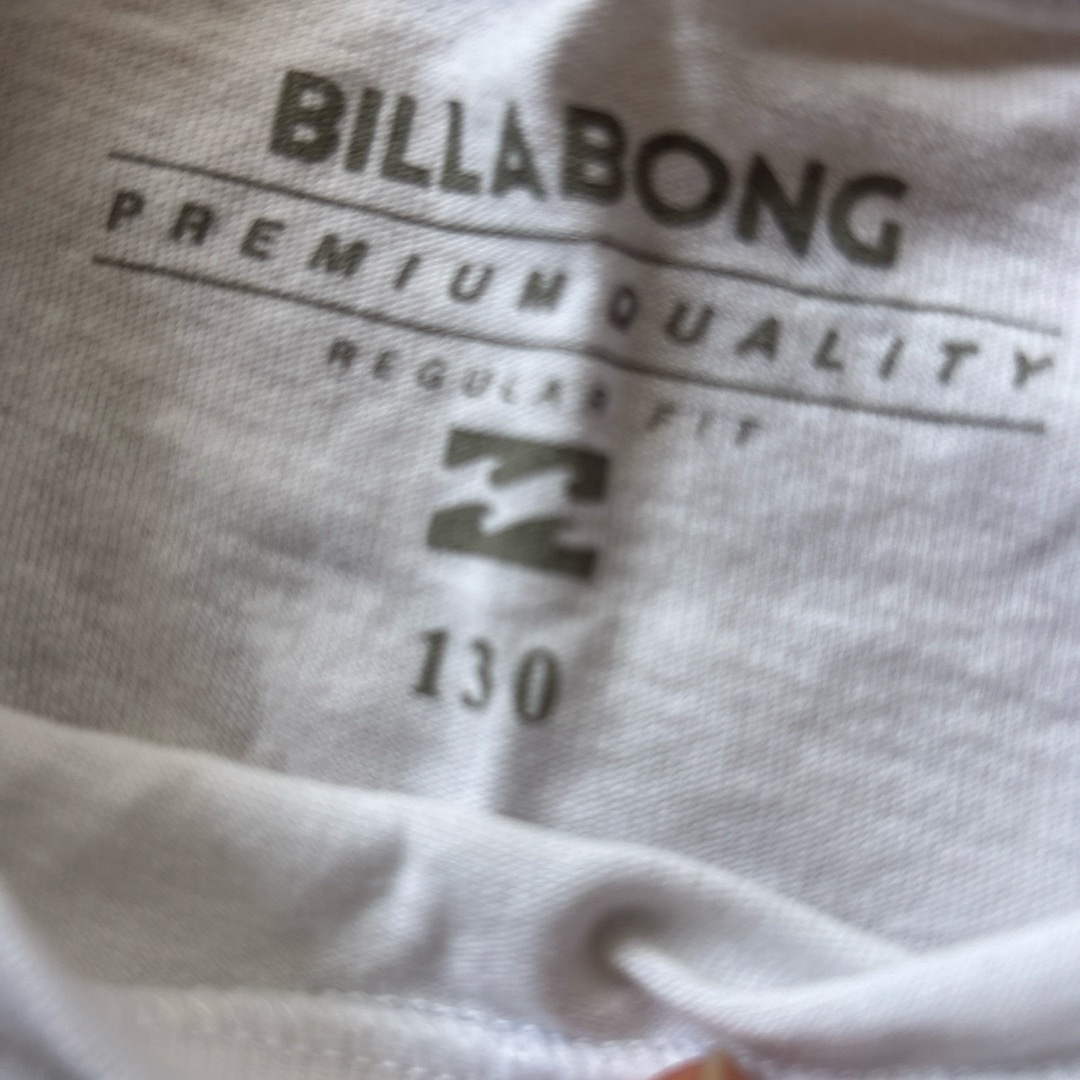 BILLABONG
PREMIUM QUALITY
REGULAR FIT
130